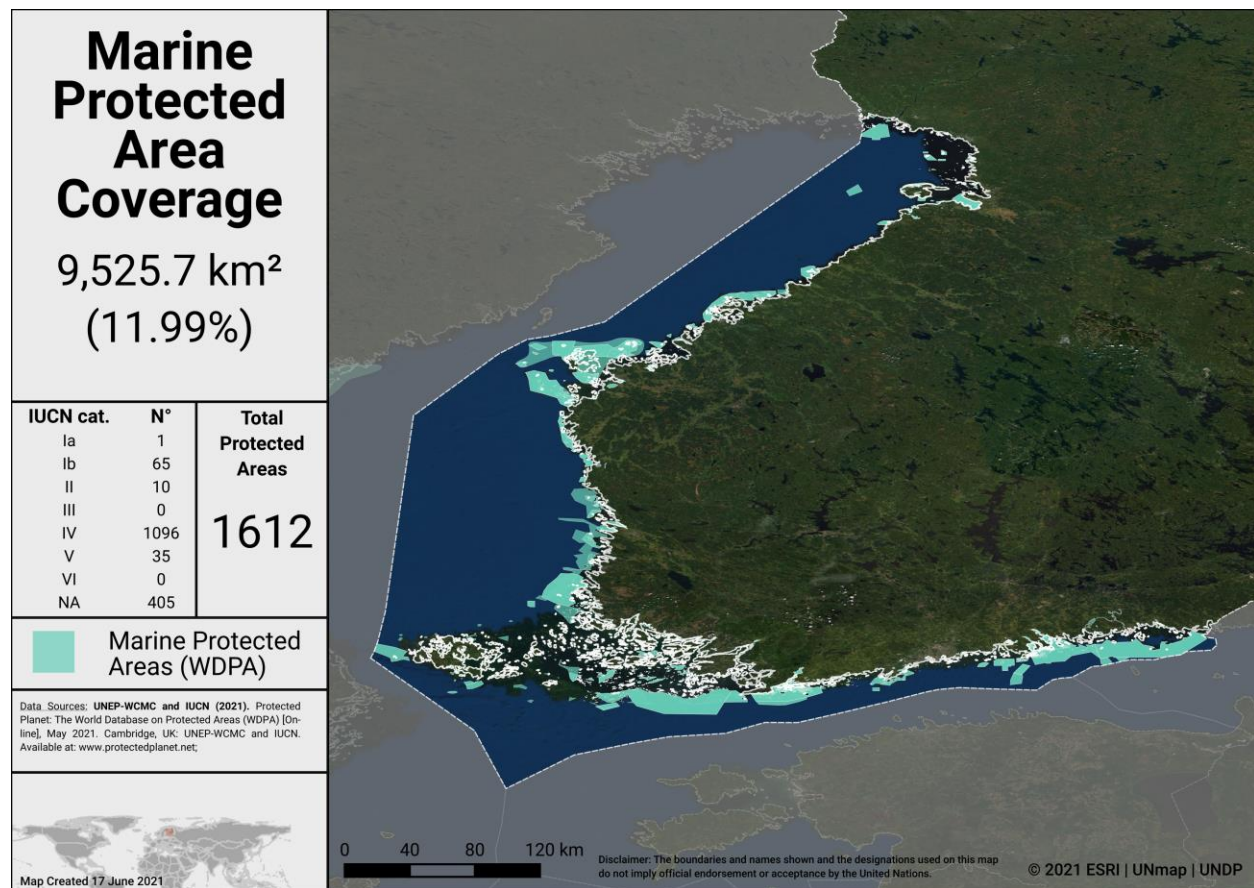 Marine
Protected
Area
Coverage
9,525.7 km²
(11.99%)
IUCN cat. N°
Ia 1
Ib 65
II 10
III 0
IV 1096
V 35
VI 0
NA 405
Total
Protected
Areas
1612
Marine Protected
Areas (WDPA)
Data Sources: UNEP-WCMC and IUCN (2021). Protected
Planet: The World Database on Protected Areas (WDPA) [On-
line], May 2021. Cambridge, UK: UNEP-WCMC and IUCN.
Available at: www.protectedplanet.net;
Map Created 17 June 2021
0 40 80 120 km
Disclaimer: The boundaries and names shown and the designations used on this map
do not imply official endorsement or acceptance by the United Nations.
© 2021 ESRI | UNmap | UNDP